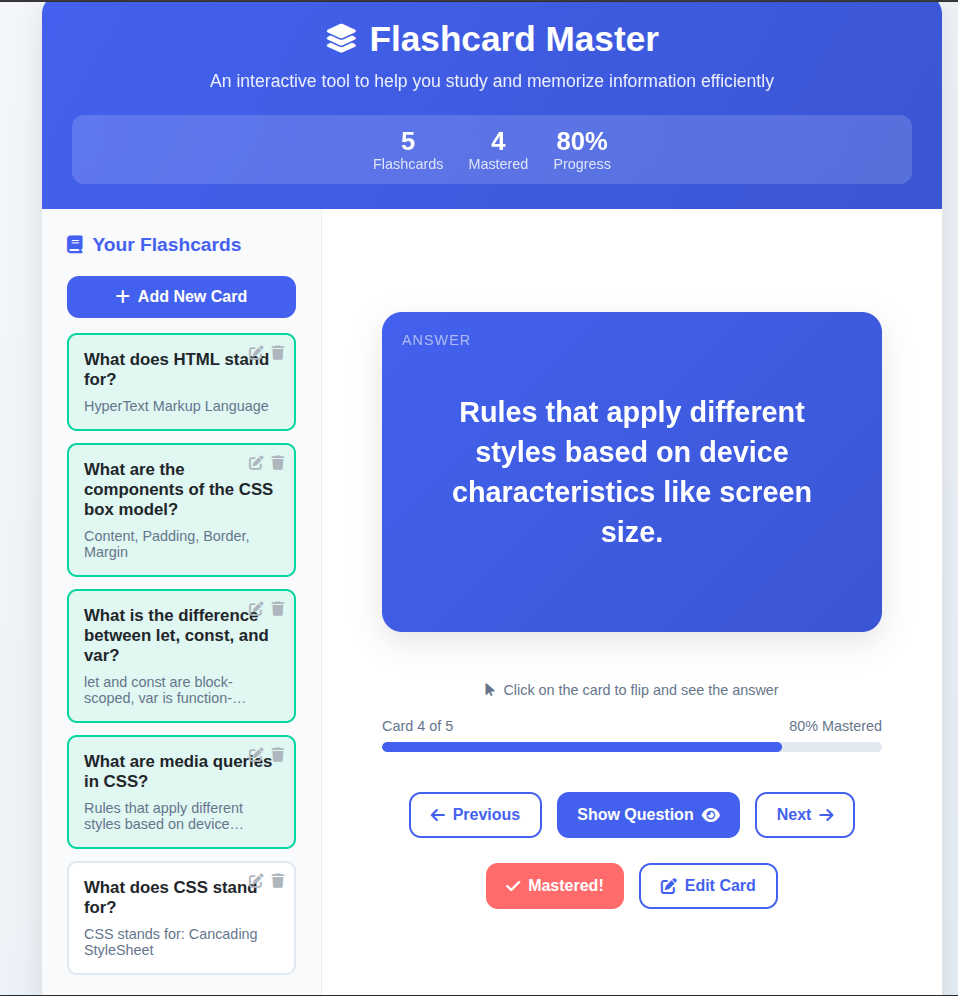 Flashcard Master
An interactive tool to help you study and memorize information efficiently
5
Flashcards
4
Mastered
80%
Progress
Your Flashcards
Add New Card
What does HTML stand
for?
HyperText Markup Language
What are the
components of the CSS
box model?
Content, Padding, Border,
Margin
What is the difference
between let, const, and
var?
let and const are block-
scoped, var is function-…
What are media queries
in CSS?
Rules that apply different
styles based on device…
What does CSS stand
for?
CSS stands for: Cancading
StyleSheet
ANSWER
Rules that apply different
styles based on device
characteristics like screen
size.
Click on the card to flip and see the answer
Card 4 of 5
80% Mastered
Previous
Show Question
Next
Mastered!
Edit Card